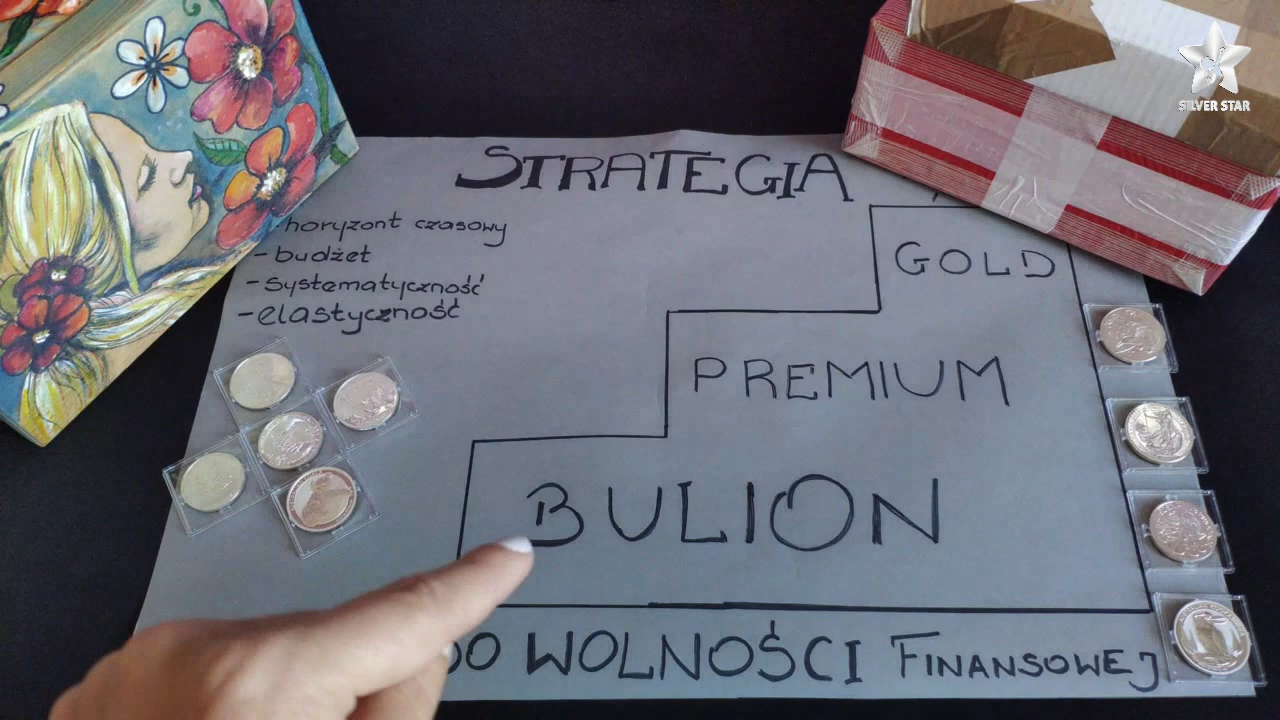 SILVER STAR
STRATEGIA
horyzont czasowy
- budżet
- systematyczność
- elastyczność
GOLD
PREMIUM
BULION
DO WOLNOŚCI FINANSOWEJ